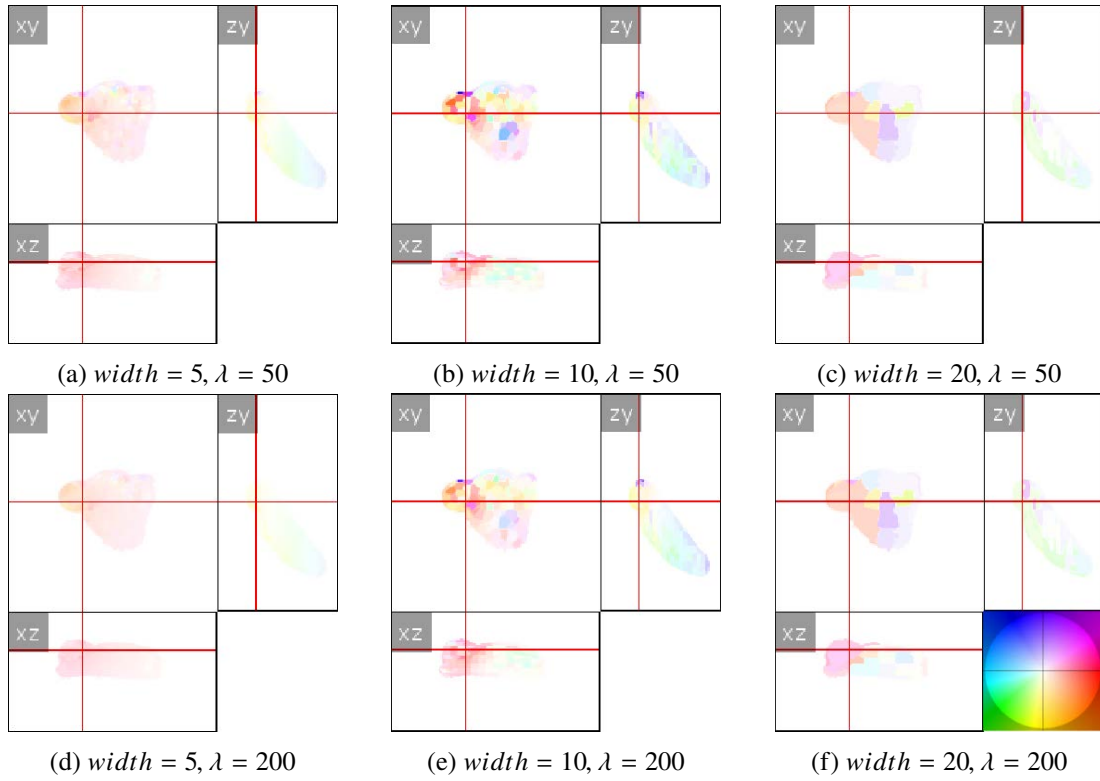 xy zy xy zy xy zy
xz xz xz
(a) width = 5, λ = 50 (b) width = 10, λ = 50 (c) width = 20, λ = 50
xy zy xy zy xy zy
xz xz xz
(d) width = 5, λ = 200 (e) width = 10, λ = 200 (f) width = 20, λ = 200